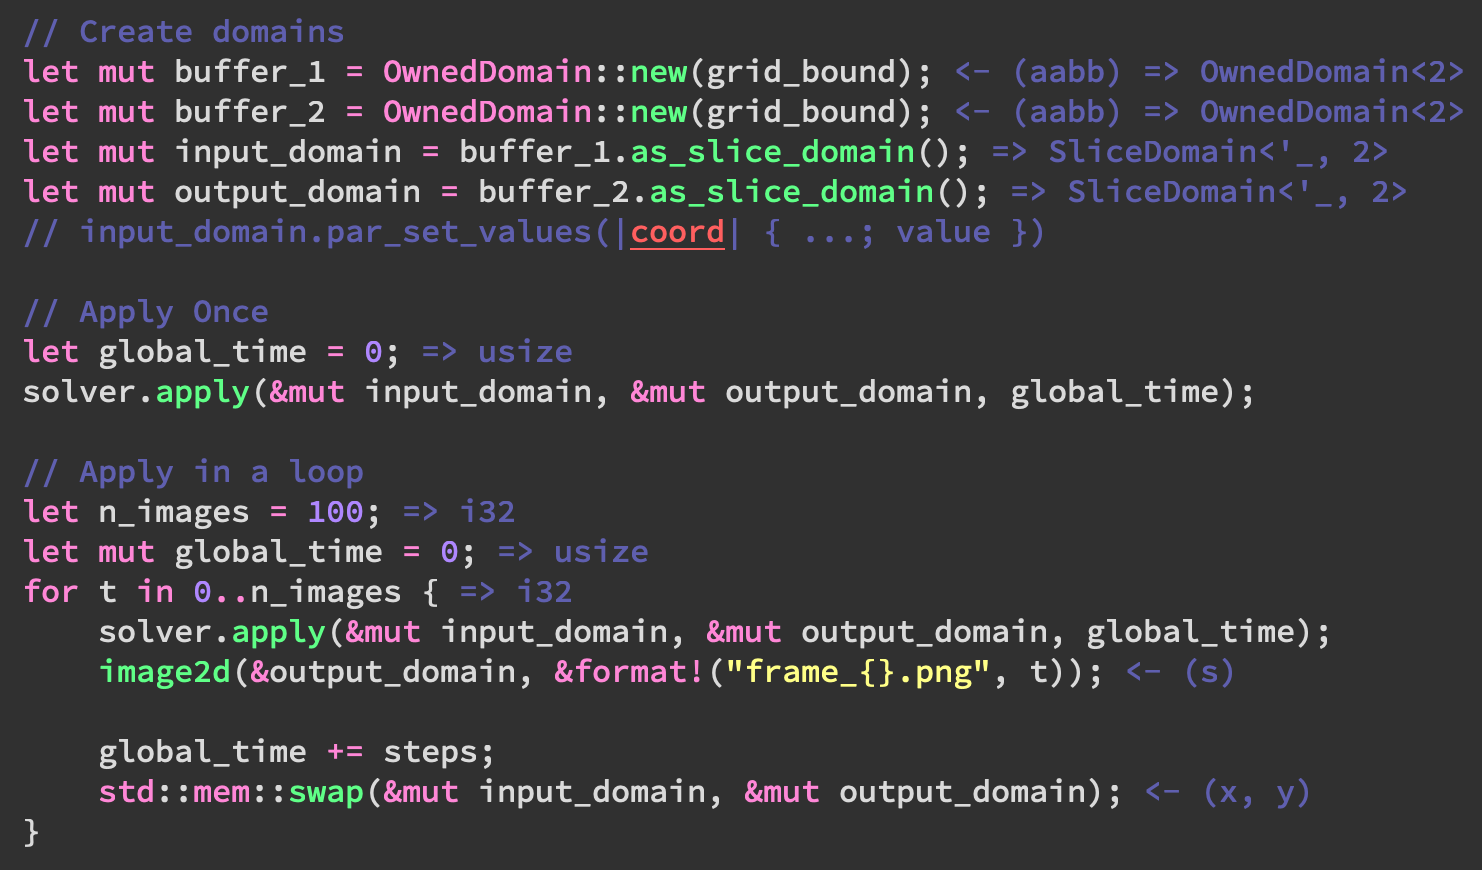 // Create domains
let mut buffer_1 = OwnedDomain::new(grid_bound); <- (aabb) => OwnedDomain<2>
let mut buffer_2 = OwnedDomain::new(grid_bound); <- (aabb) => OwnedDomain<2>
let mut input_domain = buffer_1.as_slice_domain(); => SliceDomain<'_, 2>
let mut output_domain = buffer_2.as_slice_domain(); => SliceDomain<'_, 2>
// input_domain.par_set_values(|coord| { ...; value })

// Apply Once
let global_time = 0; => usize
solver.apply(&mut input_domain, &mut output_domain, global_time);

// Apply in a loop
let n_images = 100; => i32
let mut global_time = 0; => usize
for t in 0..n_images { => i32
    solver.apply(&mut input_domain, &mut output_domain, global_time);
    image2d(&output_domain, &format!("frame_{}.png", t)); <- (s)

    global_time += steps;
    std::mem::swap(&mut input_domain, &mut output_domain); <- (x, y)
}